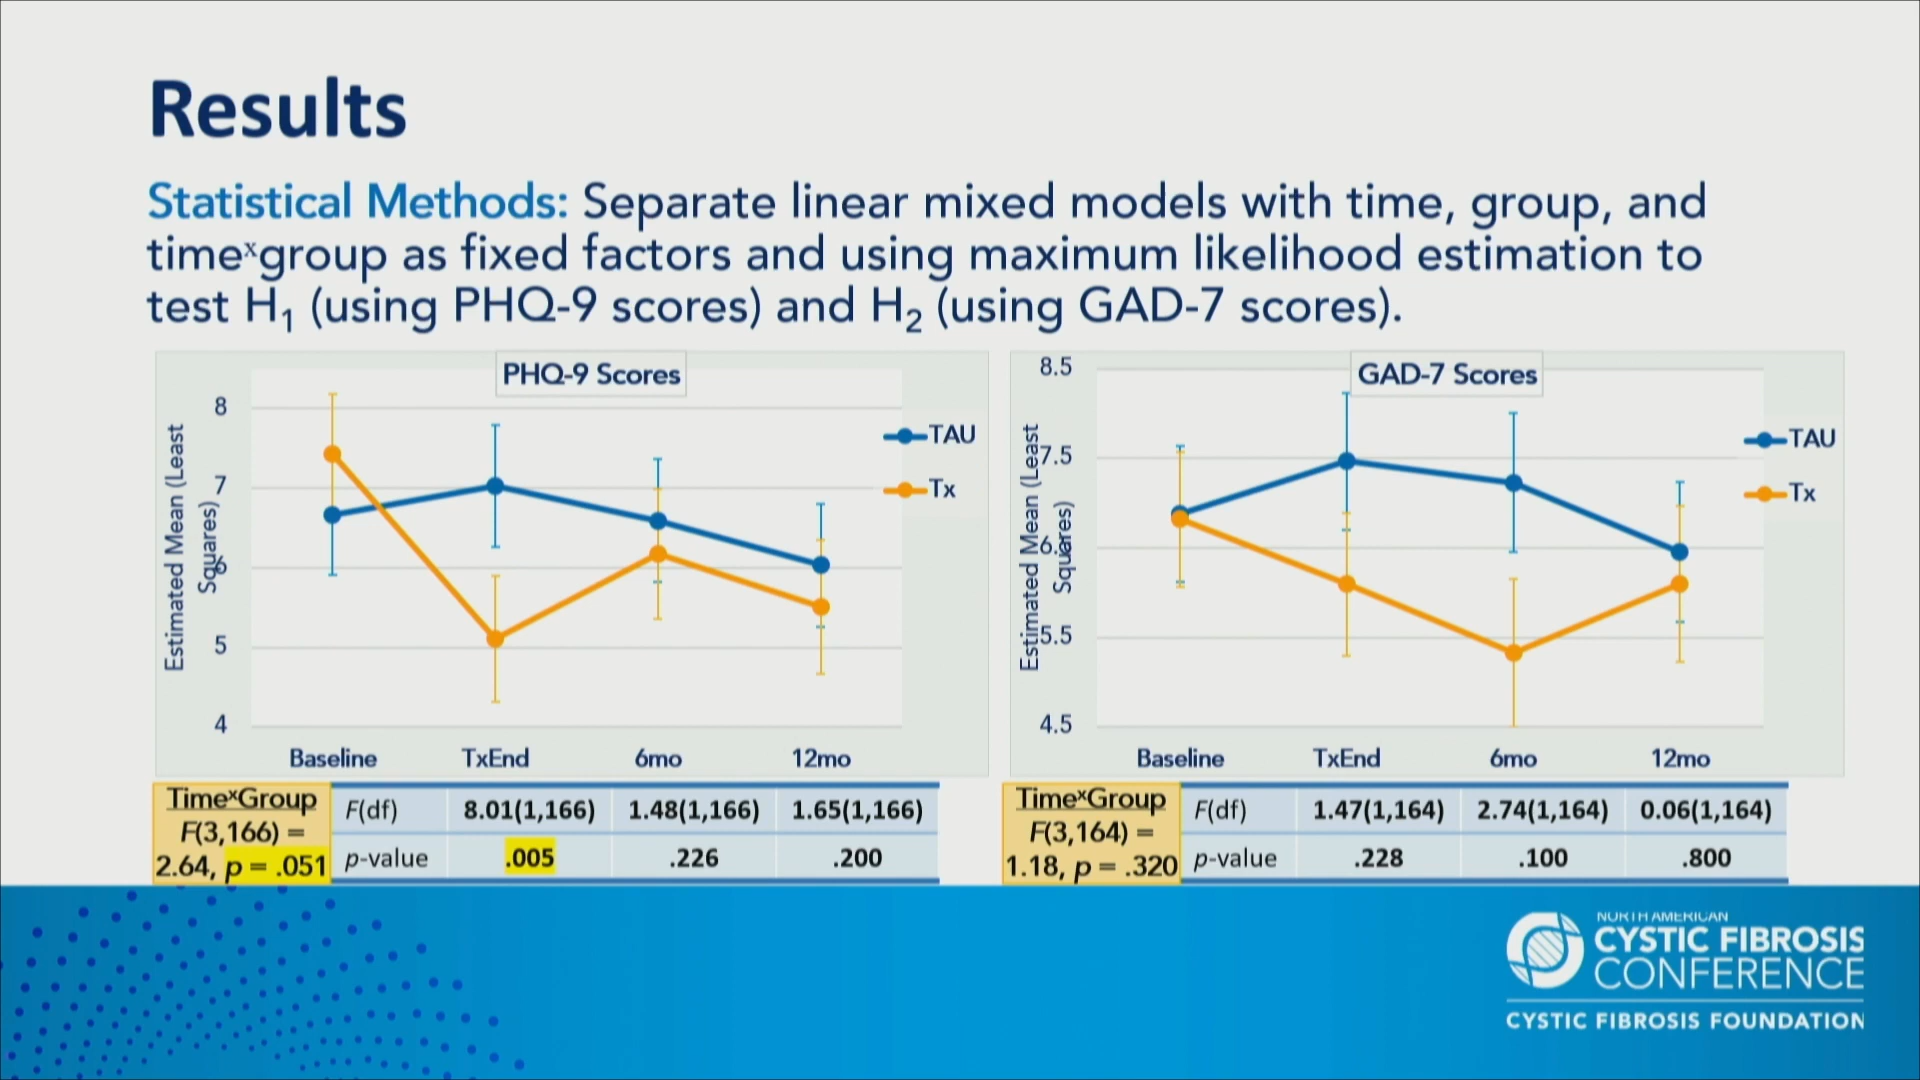 Results
Statistical Methods: Separate linear mixed models with time, group, and
timeˣgroup as fixed factors and using maximum likelihood estimation to
test H₁ (using PHQ-9 scores) and H₂ (using GAD-7 scores).
PHQ-9 Scores
Estimated Mean (Least
Squares)
8
7
6
5
4
TAU
Tx
Baseline TxEnd 6mo 12mo
GAD-7 Scores
Estimated Mean (Least
Squares)
8.5
7.5
6.5
5.5
4.5
TAU
Tx
Baseline TxEnd 6mo 12mo
TimeˣGroup
F(3,166) =
2.64, p = .051
F(df) 8.01(1,166) 1.48(1,166) 1.65(1,166)
p-value .005 .226 .200
TimeˣGroup
F(3,164) =
1.18, p = .320
F(df) 1.47(1,164) 2.74(1,164) 0.06(1,164)
p-value .228 .100 .800
NORTH AMERICAN
CYSTIC FIBROSIS
CONFERENCE
CYSTIC FIBROSIS FOUNDATION